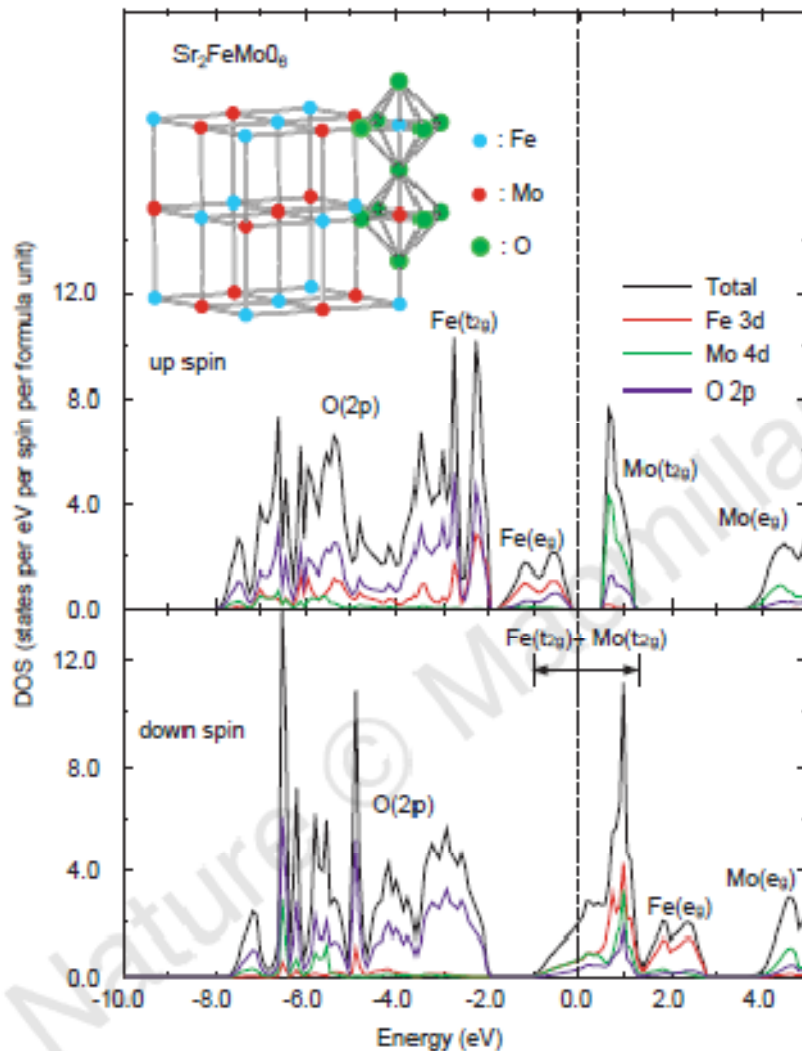 Sr₂FeMo0₆
: Fe
: Mo
: O
Total
Fe 3d
Mo 4d
O 2p
up spin
O(2p)
Fe(t₂g)
Fe(eg)
Mo(t₂g)
Mo(eg)
12.0
8.0
4.0
0.0
DOS (states per eV per spin per formula unit)
Fe(t₂g)– Mo(t₂g)
down spin
O(2p)
Fe(eg)
Mo(eg)
12.0
8.0
4.0
0.0
-10.0 -8.0 -6.0 -4.0 -2.0 0.0 2.0 4.0
Energy (eV)
Nature © Macmilla